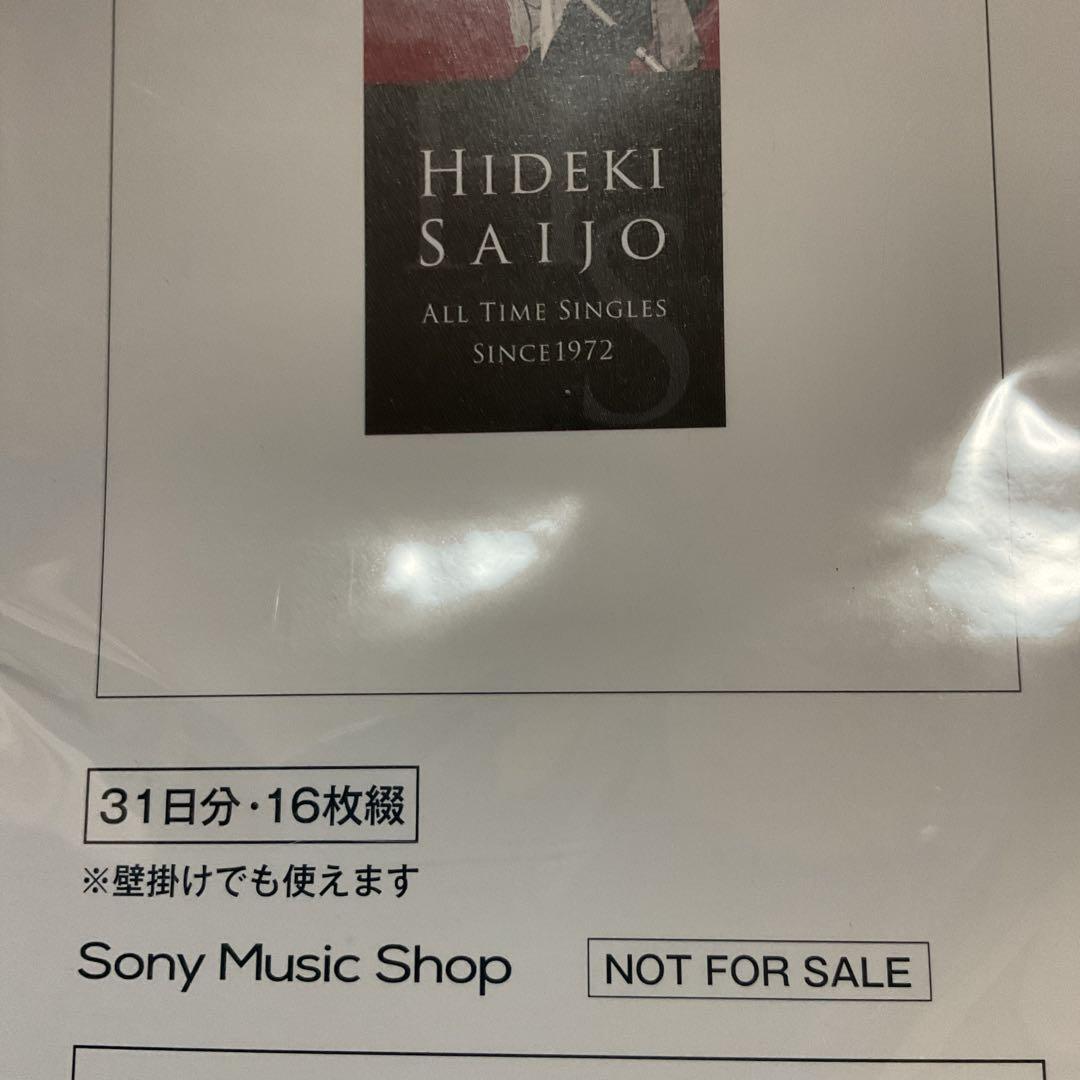 HIDEKI
SAIJO
ALL TIME SINGLES
SINCE1972
31日分・16枚綴
※壁掛けでも使えます
Sony Music Shop
NOT FOR SALE